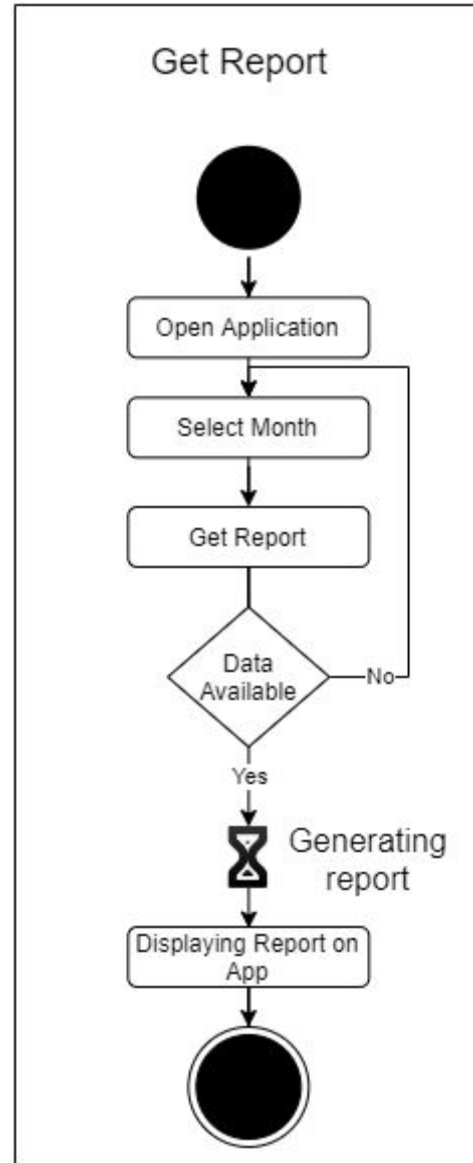 Get Report
Open Application
Select Month
Get Report
Data
Available
No
Yes
Generating
report
Displaying Report on
App